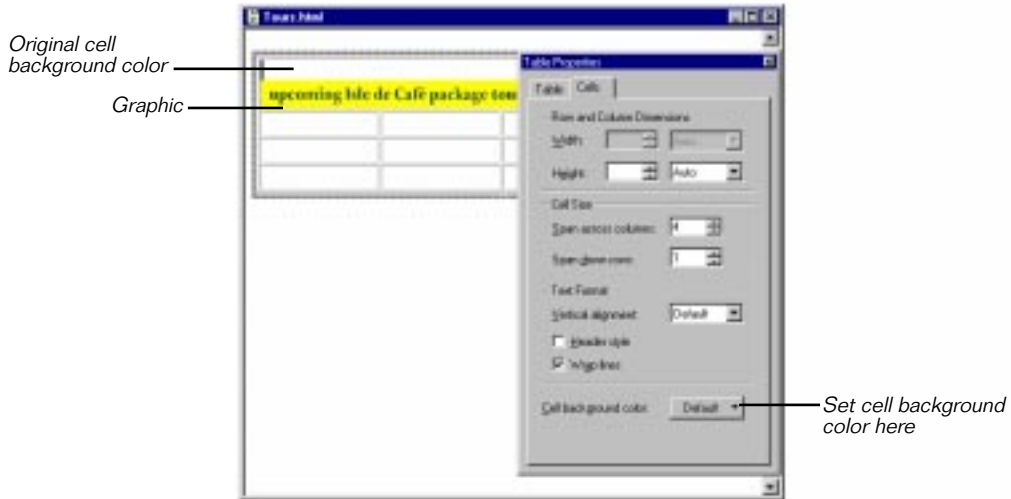 Tours.html
Original cell
background color
Graphic
upcoming Isle de Café package tou
Table Properties
Table Cells
Row and Column Dimensions
Width:
Height: Auto
Cell Size
Span across columns: 4
Span down rows: 1
Text Format
Vertical alignment: Default
Header style
Wrap lines
Cell background color: Default
Set cell background
color here